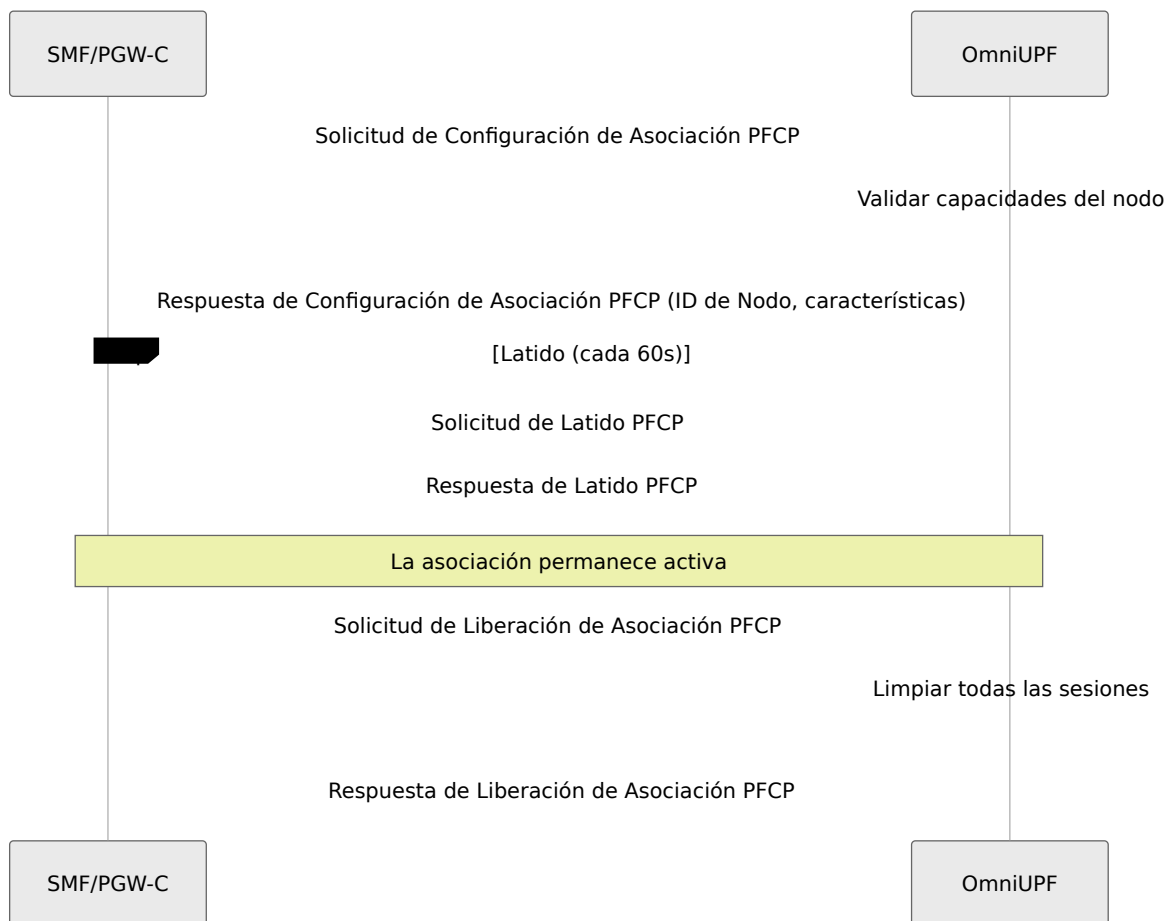 SMF/PGW-C
OmniUPF
Solicitud de Configuración de Asociación PFCP
Validar capacidades del nodo
Respuesta de Configuración de Asociación PFCP (ID de Nodo, características)
[Latido (cada 60s)]
Solicitud de Latido PFCP
Respuesta de Latido PFCP
La asociación permanece activa
Solicitud de Liberación de Asociación PFCP
Limpiar todas las sesiones
Respuesta de Liberación de Asociación PFCP
SMF/PGW-C
OmniUPF